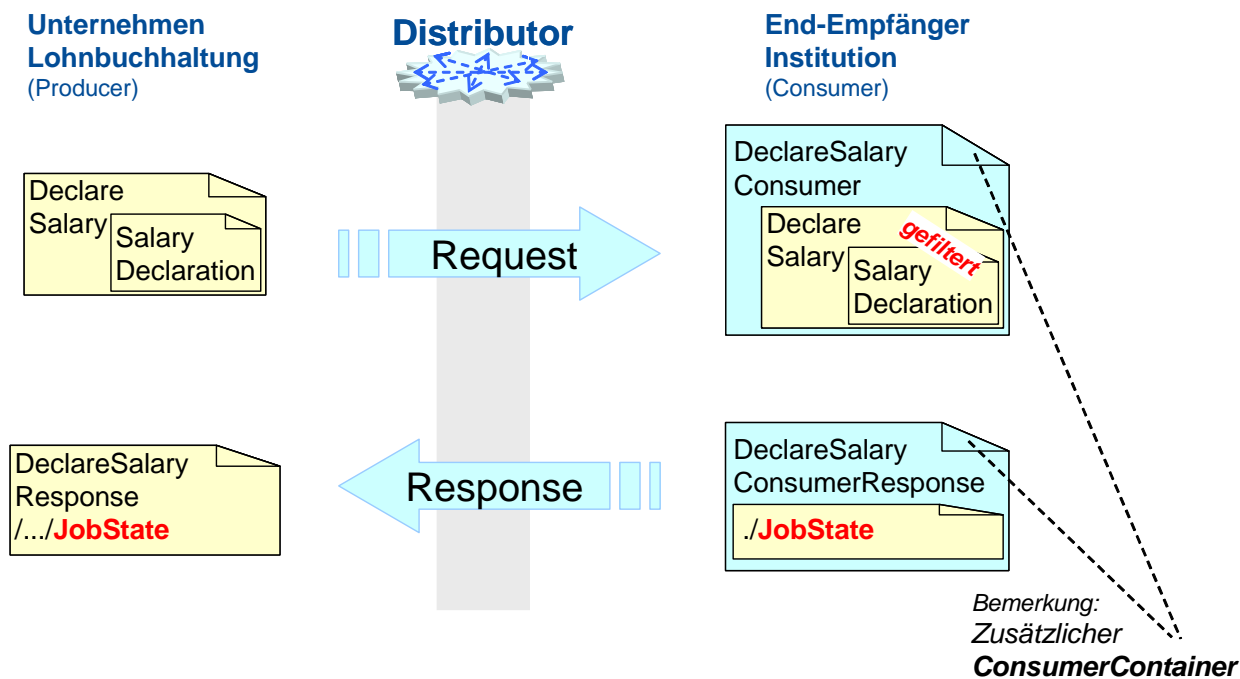 Unternehmen
Lohnbuchhaltung
(Producer)
Distributor
End-Empfänger
Institution
(Consumer)
Declare
Salary
Salary
Declaration
Request
DeclareSalary
Consumer
Declare
Salary
gefiltert
Salary
Declaration
DeclareSalary
Response
/.../JobState
Response
DeclareSalary
ConsumerResponse
./JobState
Bemerkung:
Zusätzlicher
ConsumerContainer